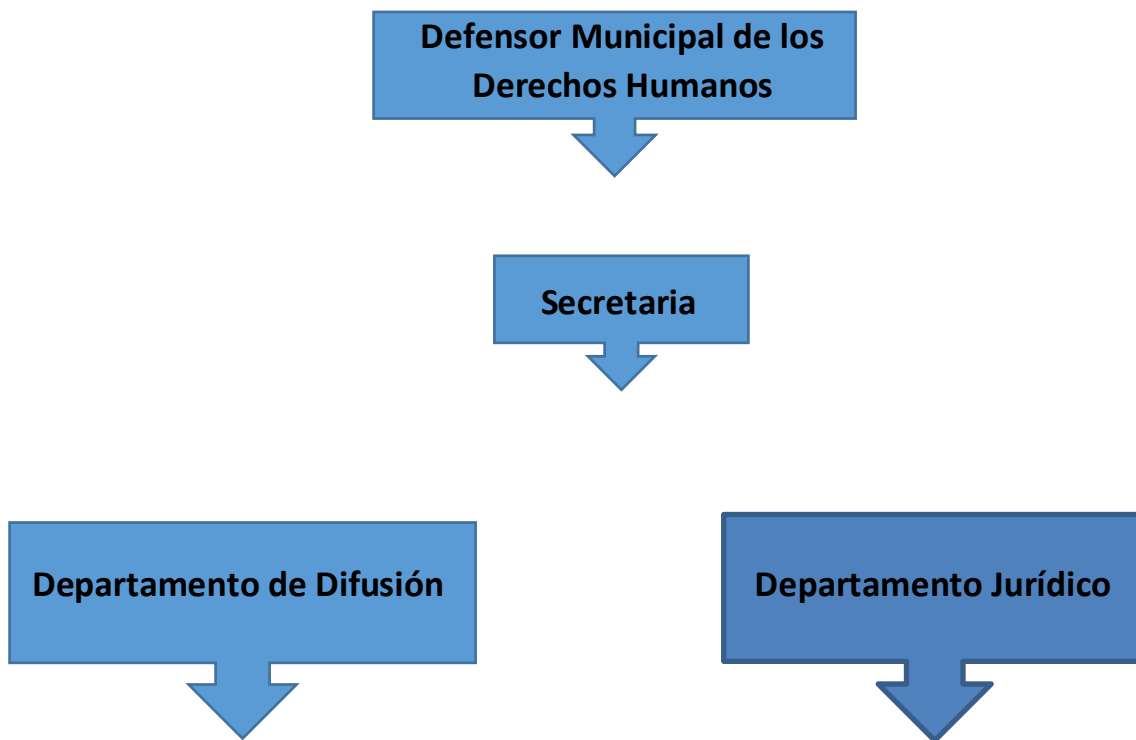 Defensor Municipal de los
Derechos Humanos
Secretaria
Departamento de Difusión
Departamento Jurídico